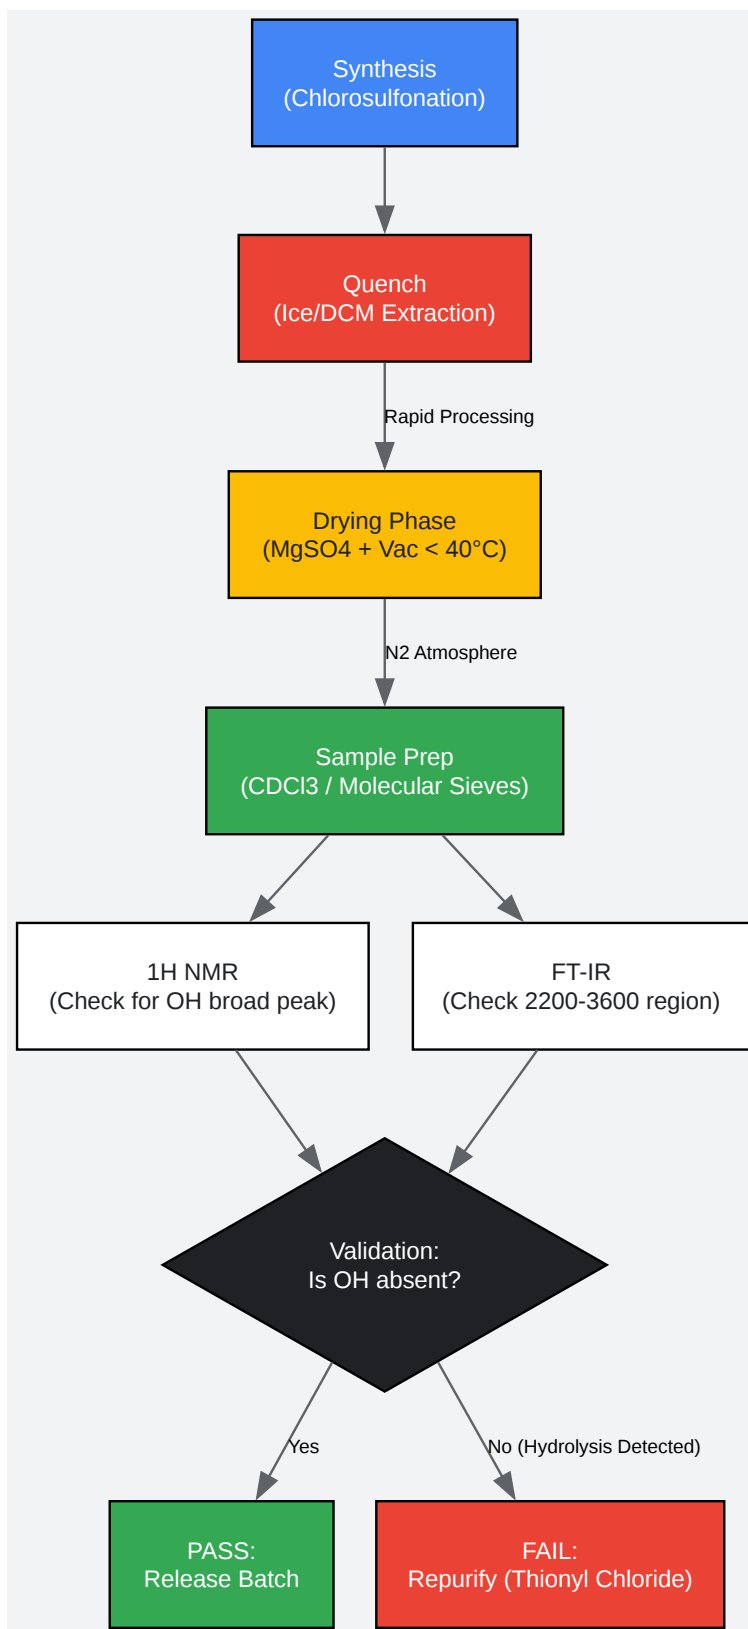 Synthesis
(Chlorosulfonation)
Quench
(Ice/DCM Extraction)
Rapid Processing
Drying Phase
(MgSO4 + Vac < 40°C)
N2 Atmosphere
Sample Prep
(CDCl3 / Molecular Sieves)
1H NMR
(Check for OH broad peak)
FT-IR
(Check 2200-3600 region)
Validation:
Is OH absent?
Yes
No (Hydrolysis Detected)
PASS:
Release Batch
FAIL:
Repurify (Thionyl Chloride)